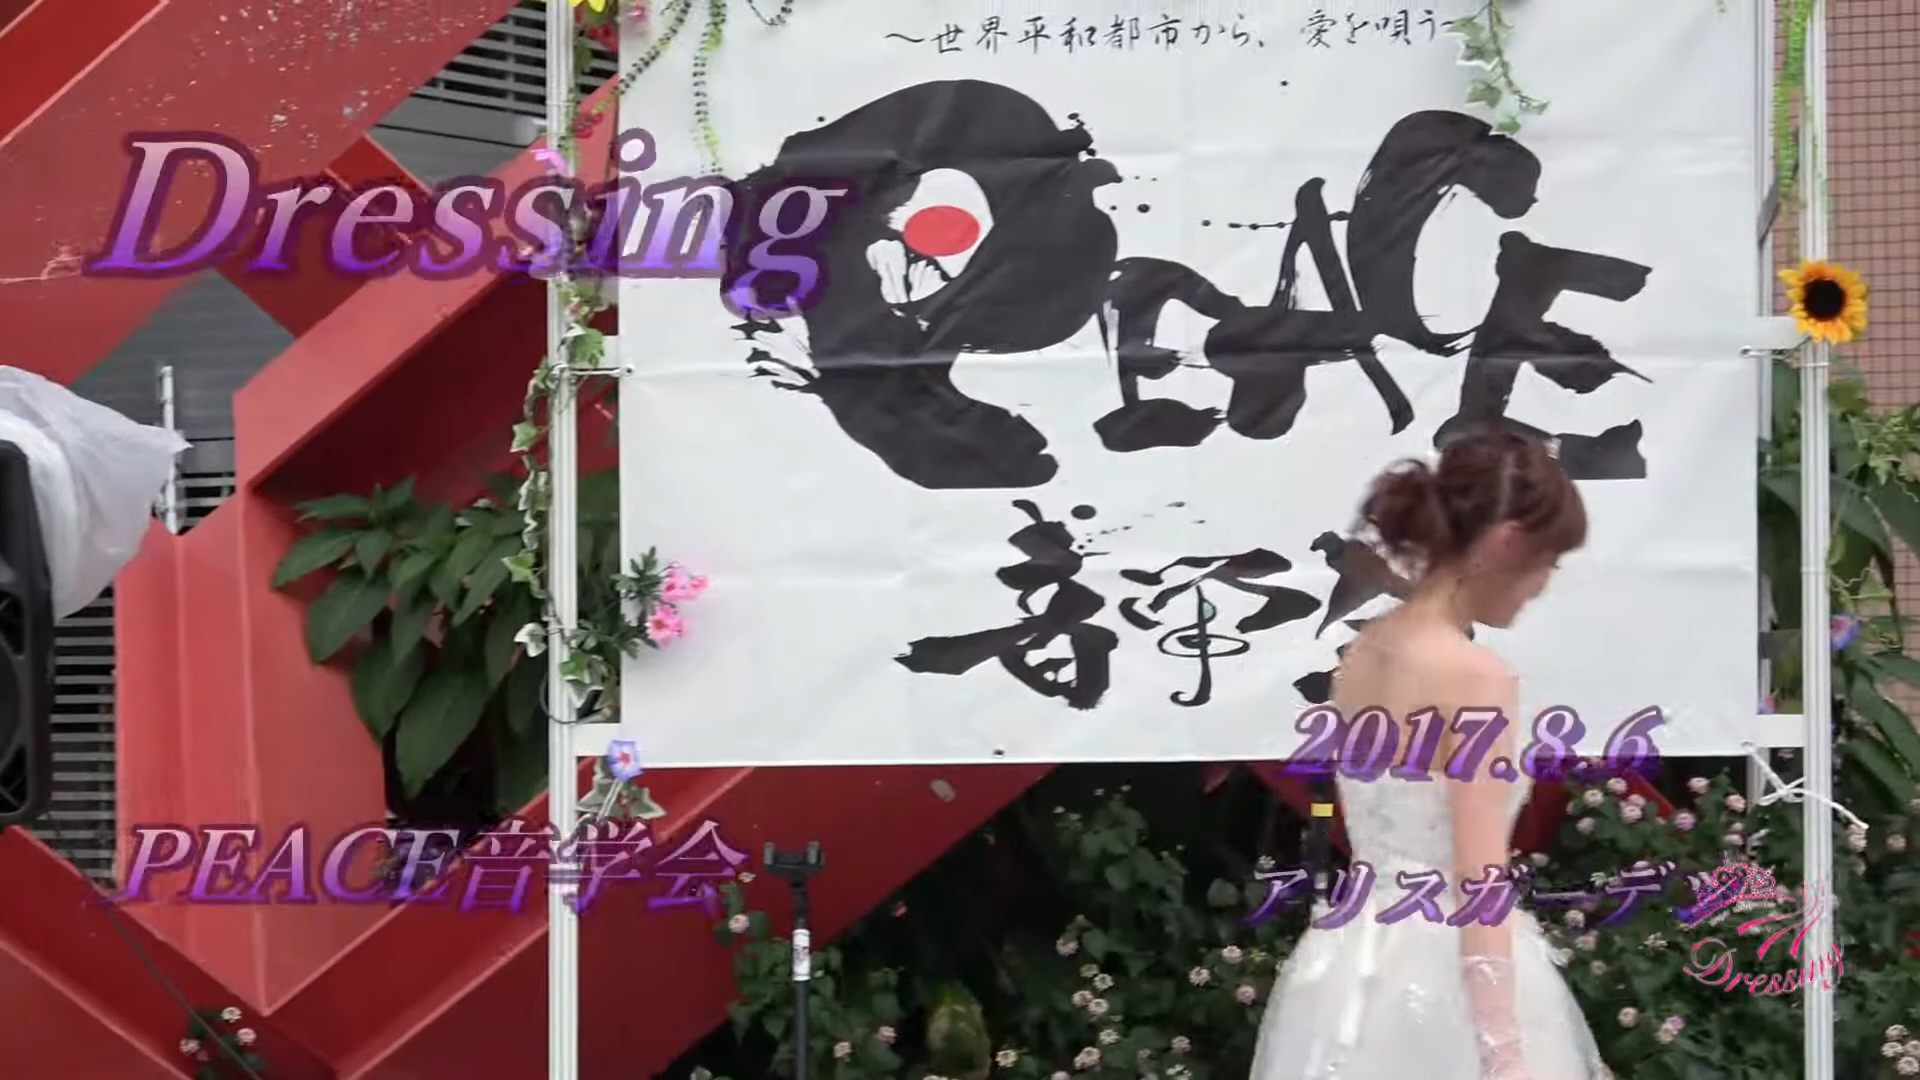 ～世界平和都市から、愛を唄う～
Dressing
PEACE
音
2017.8.6
PEACE音学会
アリスガーデン
Dressing